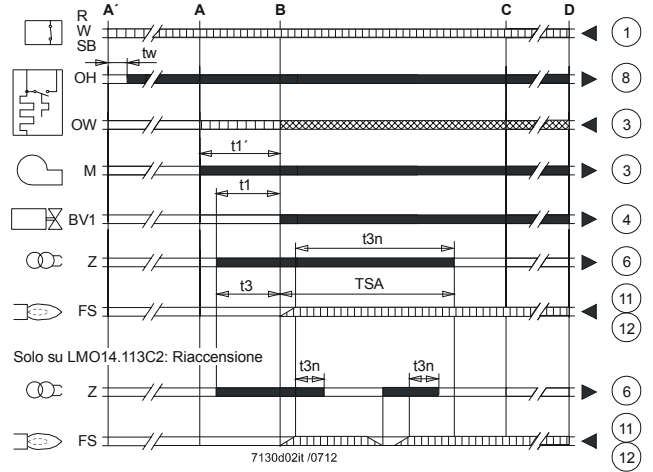 A´ A B C D
R
W
SB
1
tw
OH 8
OW 3
t1´
M 3
t1
BV1 4
t3n
Z 6
t3 TSA
FS 11
12
Solo su LMO14.113C2: Riaccensione
t3n t3n
Z 6
FS 11
12
7130d02it /0712